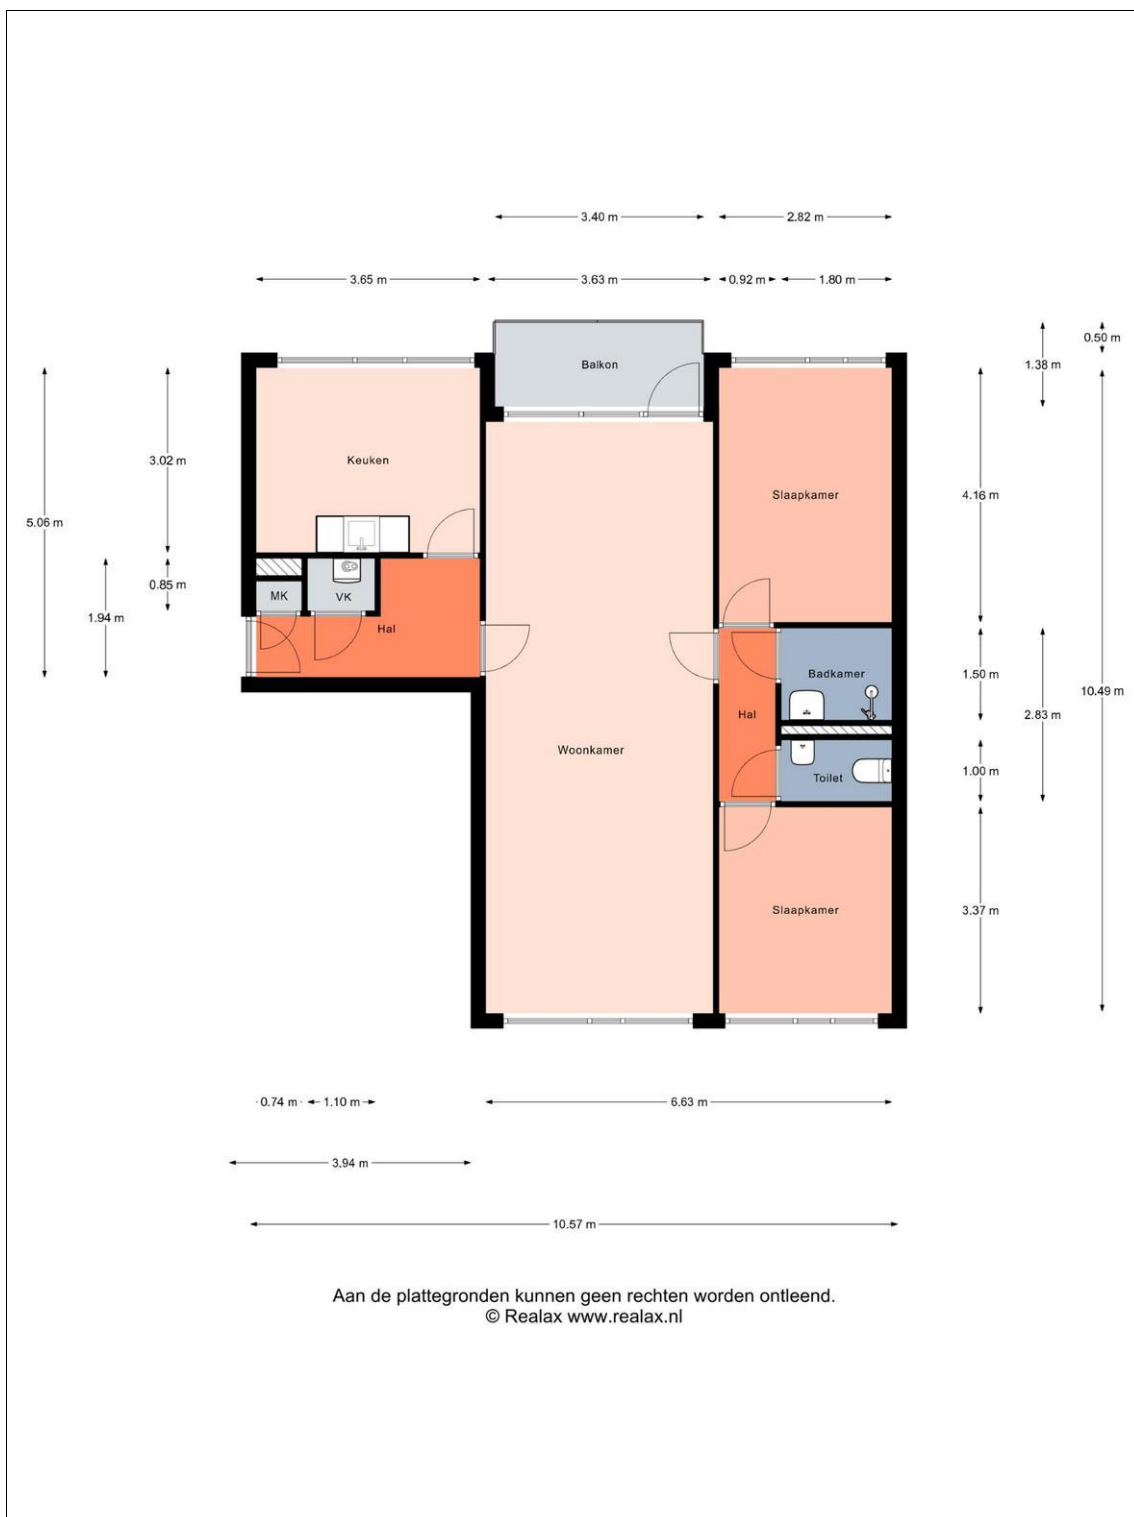 3.40 m
2.82 m
3.65 m
3.63 m
0.92 m
1.80 m
0.50 m
1.38 m
Balkon
3.02 m
Keuken
Slaapkamer
4.16 m
5.06 m
0.85 m
MK
VK
1.94 m
Hal
Badkamer
1.50 m
10.49 m
Hal
2.83 m
Woonkamer
Toilet
1.00 m
Slaapkamer
3.37 m
0.74 m
1.10 m
6.63 m
3.94 m
10.57 m
Aan de plattegronden kunnen geen rechten worden ontleend.
© Realax www.realax.nl